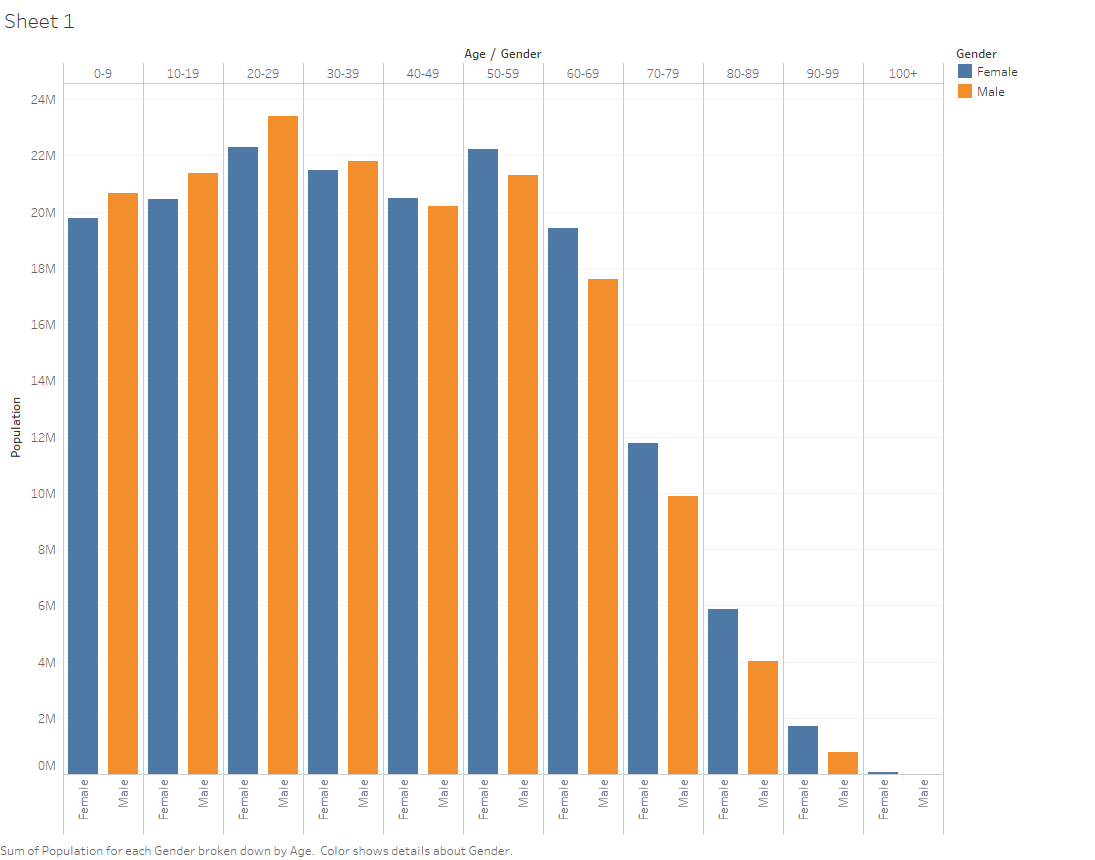 Sheet 1
Age / Gender
0-9 10-19 20-29 30-39 40-49 50-59 60-69 70-79 80-89 90-99 100+
Gender
Female
Male
24M
22M
20M
18M
16M
14M
12M
10M
8M
6M
4M
2M
0M
Population
Female Male Female Male Female Male Female Male Female Male Female Male Female Male Female Male Female Male Female Male Female Male
Sum of Population for each Gender broken down by Age. Color shows details about Gender.